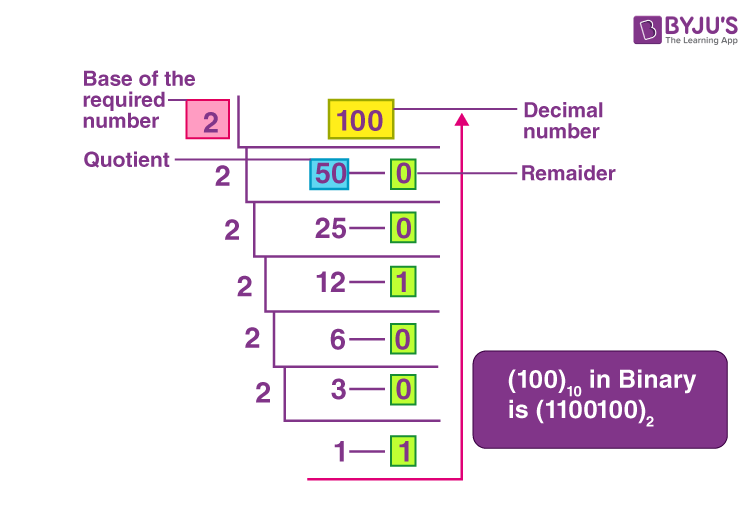 BYJU'S
The Learning App
Base of the
required
number
2
100
Decimal
number
Quotient
2
50
0
Remaider
2
25
0
2
12
1
2
6
0
2
3
0
1
1
(100)10 in Binary
is (1100100)2